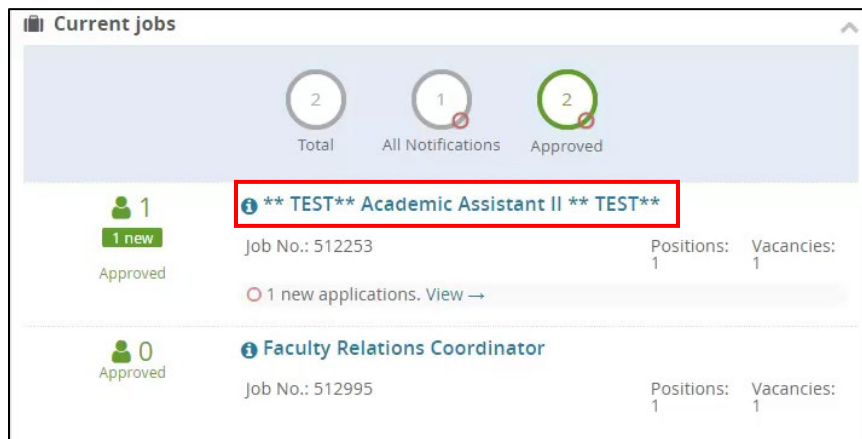 Current jobs
2 1 2
Total All Notifications Approved
1 ** TEST** Academic Assistant II ** TEST**
1 new Job No.: 512253 Positions: Vacancies:
Approved 1 1
1 new applications. View →
0 Faculty Relations Coordinator
Approved
Job No.: 512995 Positions: Vacancies:
1 1